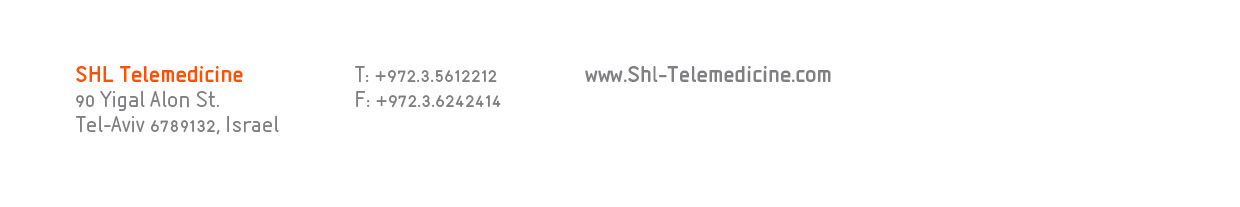 SHL Telemedicine
90 Yigal Alon St.
Tel-Aviv 6789132, Israel
T: +972.3.5612212
F: +972.3.6242414
www.Shl-Telemedicine.com